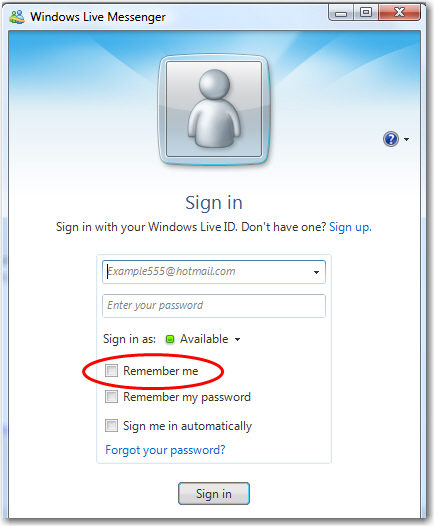 Windows Live Messenger
Sign in
Sign in with your Windows Live ID. Don't have one? Sign up.
Example555@hotmail.com
Enter your password
Sign in as: Available
Remember me
Remember my password
Sign me in automatically
Forgot your password?
Sign in